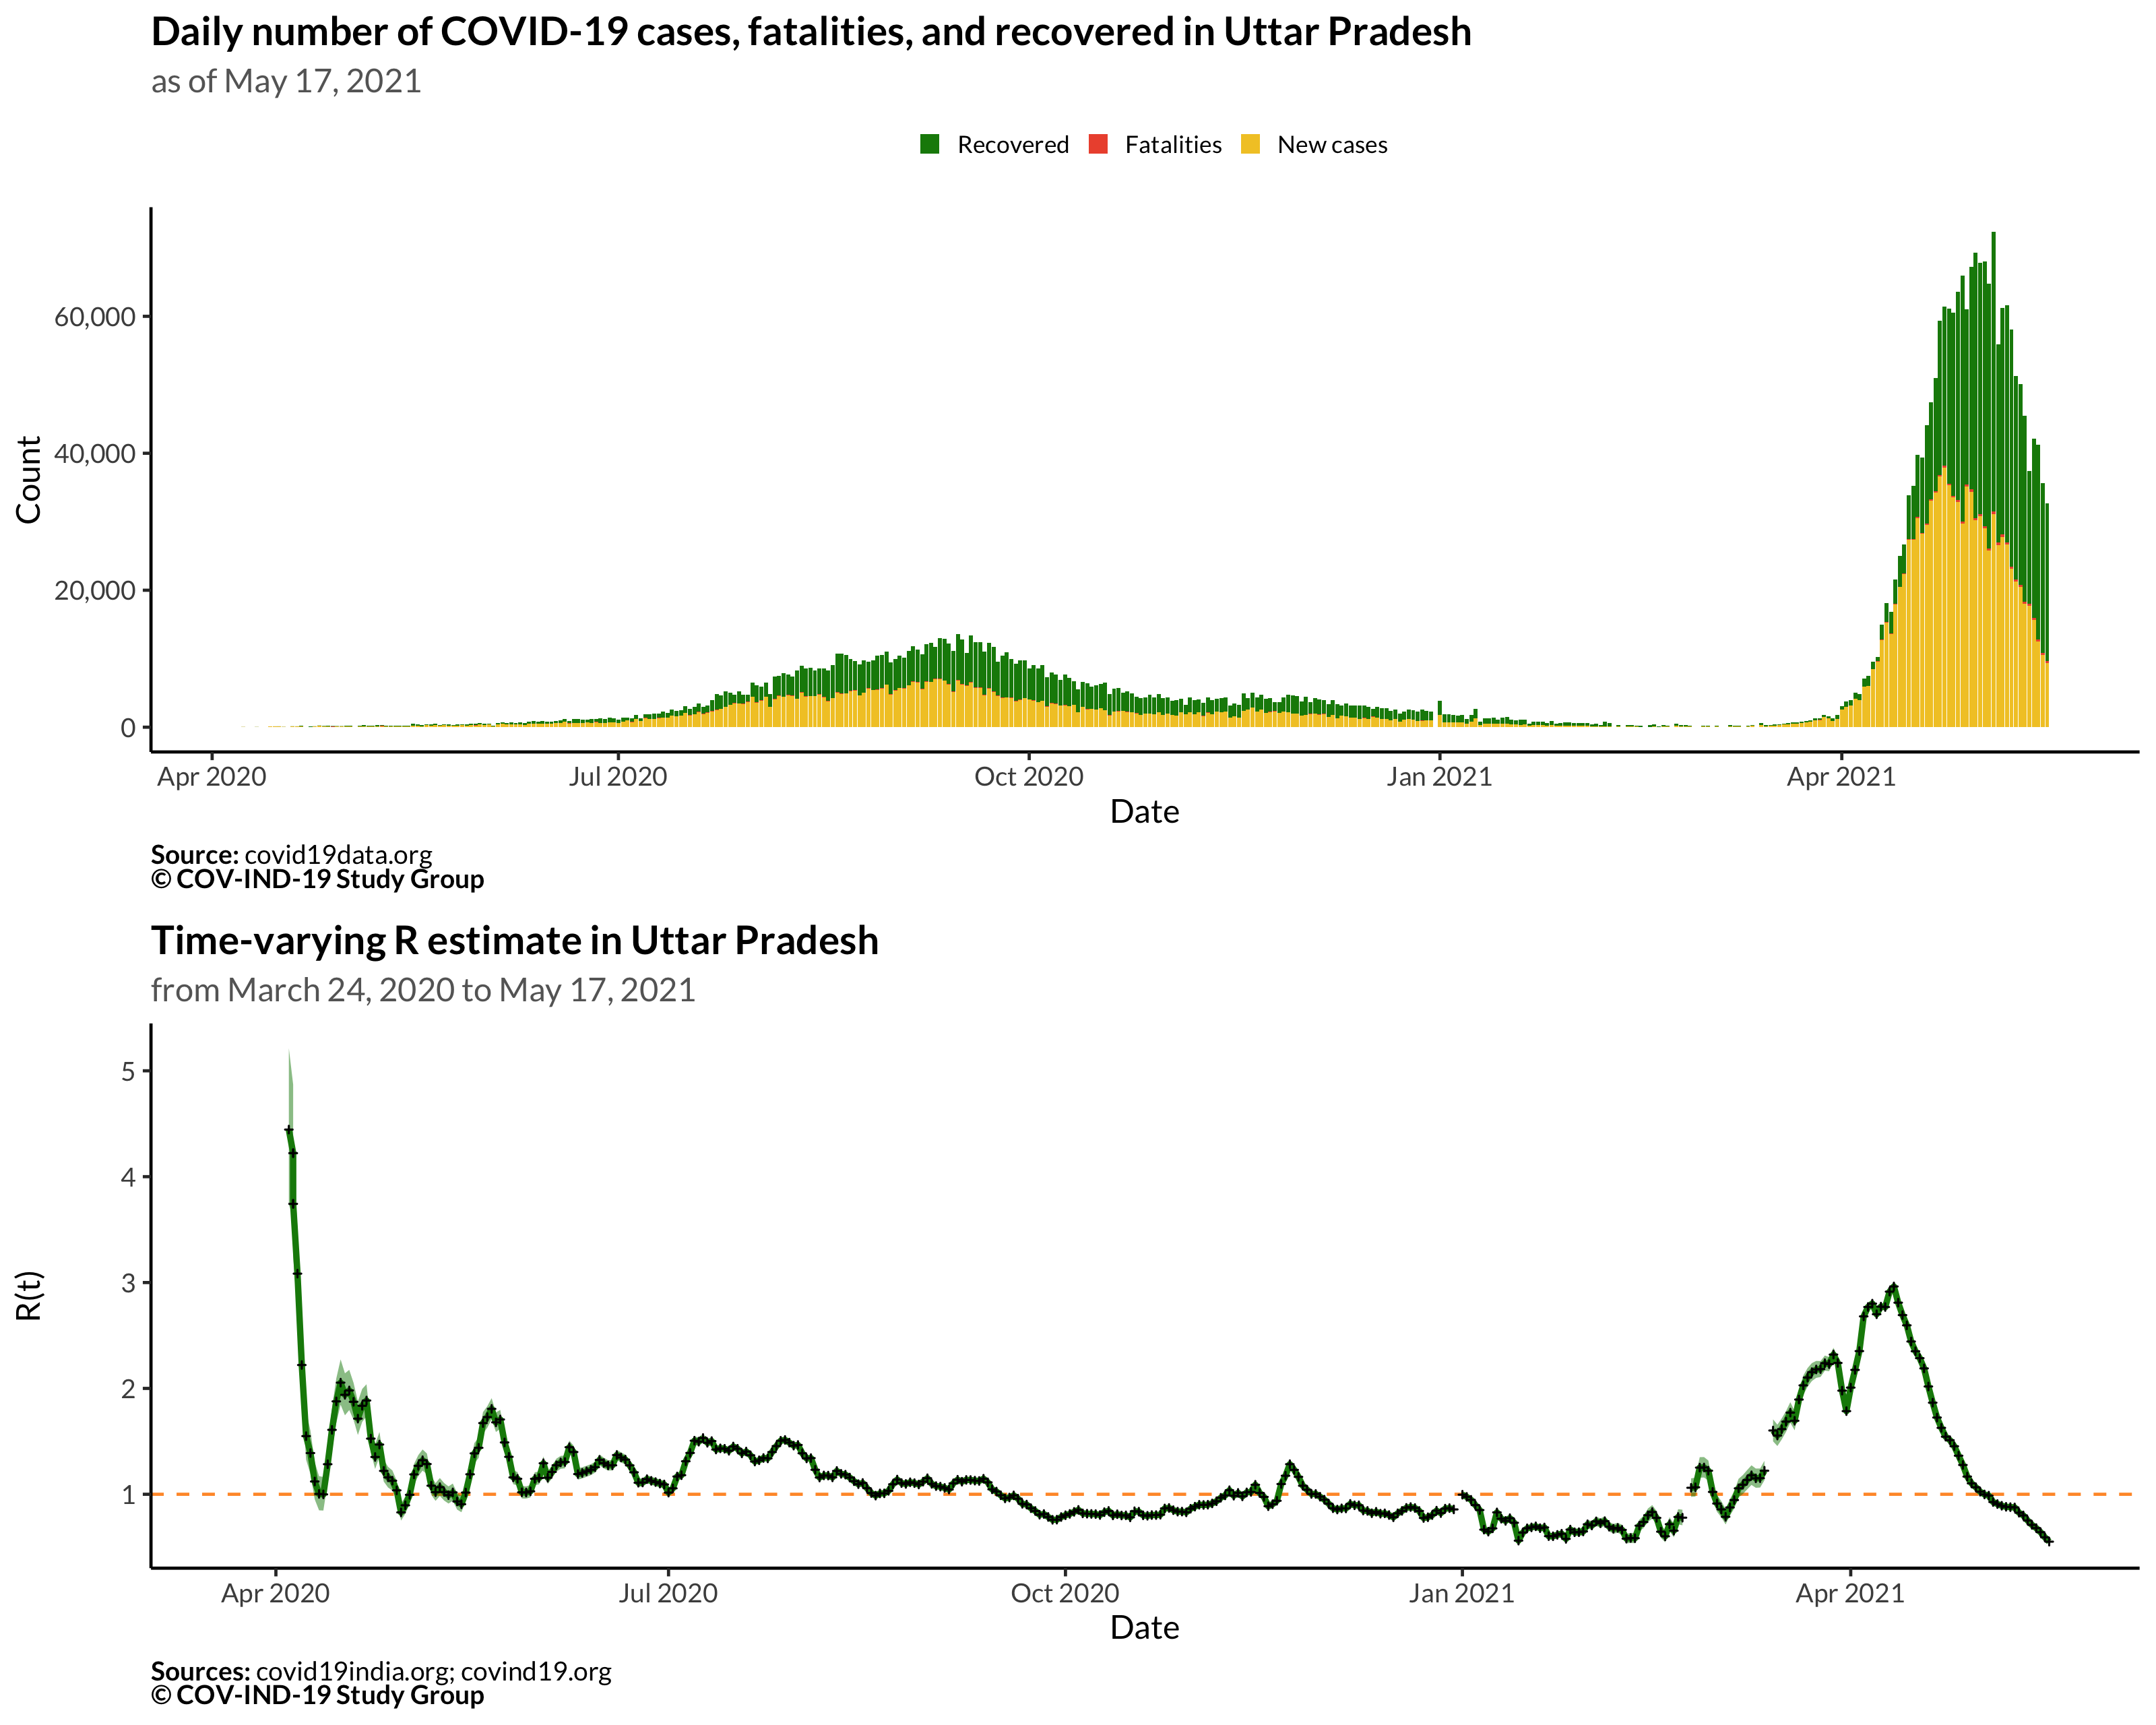 Daily number of COVID-19 cases, fatalities, and recovered in Uttar Pradesh
as of May 17, 2021
Recovered Fatalities New cases
Count
60,000
40,000
20,000
0
Apr 2020 Jul 2020 Oct 2020 Jan 2021 Apr 2021
Date
Source: covid19data.org
© COV-IND-19 Study Group
Time-varying R estimate in Uttar Pradesh
from March 24, 2020 to May 17, 2021
R(t)
5
4
3
2
1
Apr 2020 Jul 2020 Oct 2020 Jan 2021 Apr 2021
Date
Sources: covid19india.org; covind19.org
© COV-IND-19 Study Group